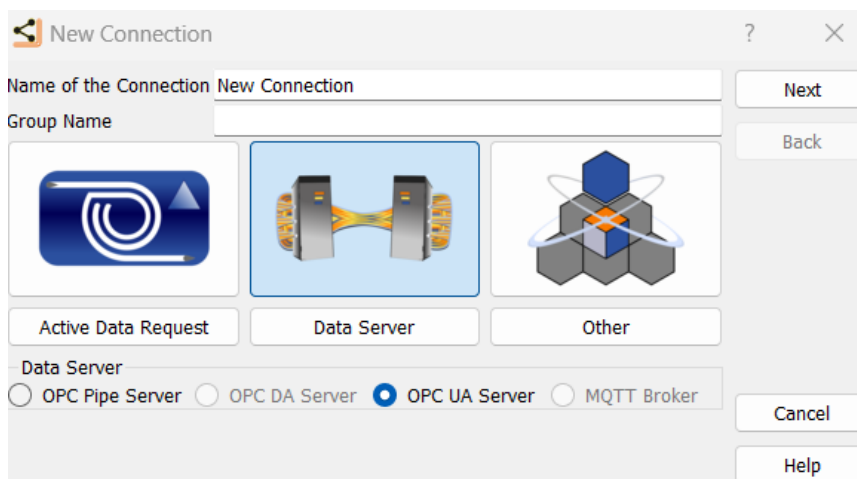 New Connection ? ×
Name of the Connection New Connection Next
Group Name
Back
Active Data Request Data Server Other
Data Server
OPC Pipe Server OPC DA Server OPC UA Server MQTT Broker
Cancel
Help